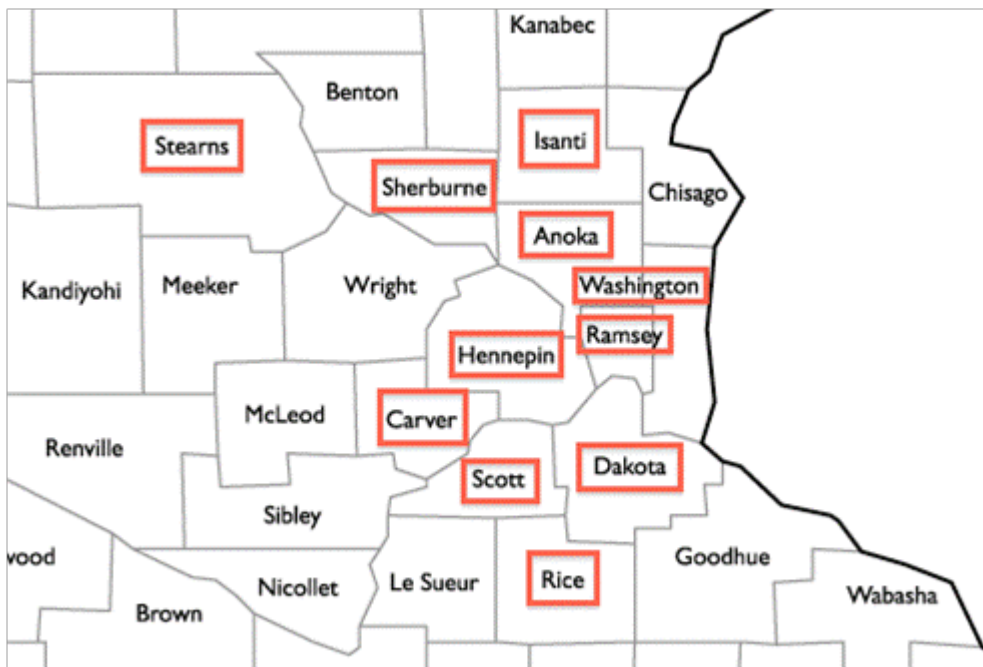 Kanabec
Benton
Stearns
Isanti
Sherburne
Chisago
Anoka
Kandiyohi
Meeker
Wright
Washington
Ramsey
Hennepin
McLeod
Carver
Renville
Scott
Dakota
Sibley
wood
Goodhue
Nicollet
Le Sueur
Rice
Wabasha
Brown